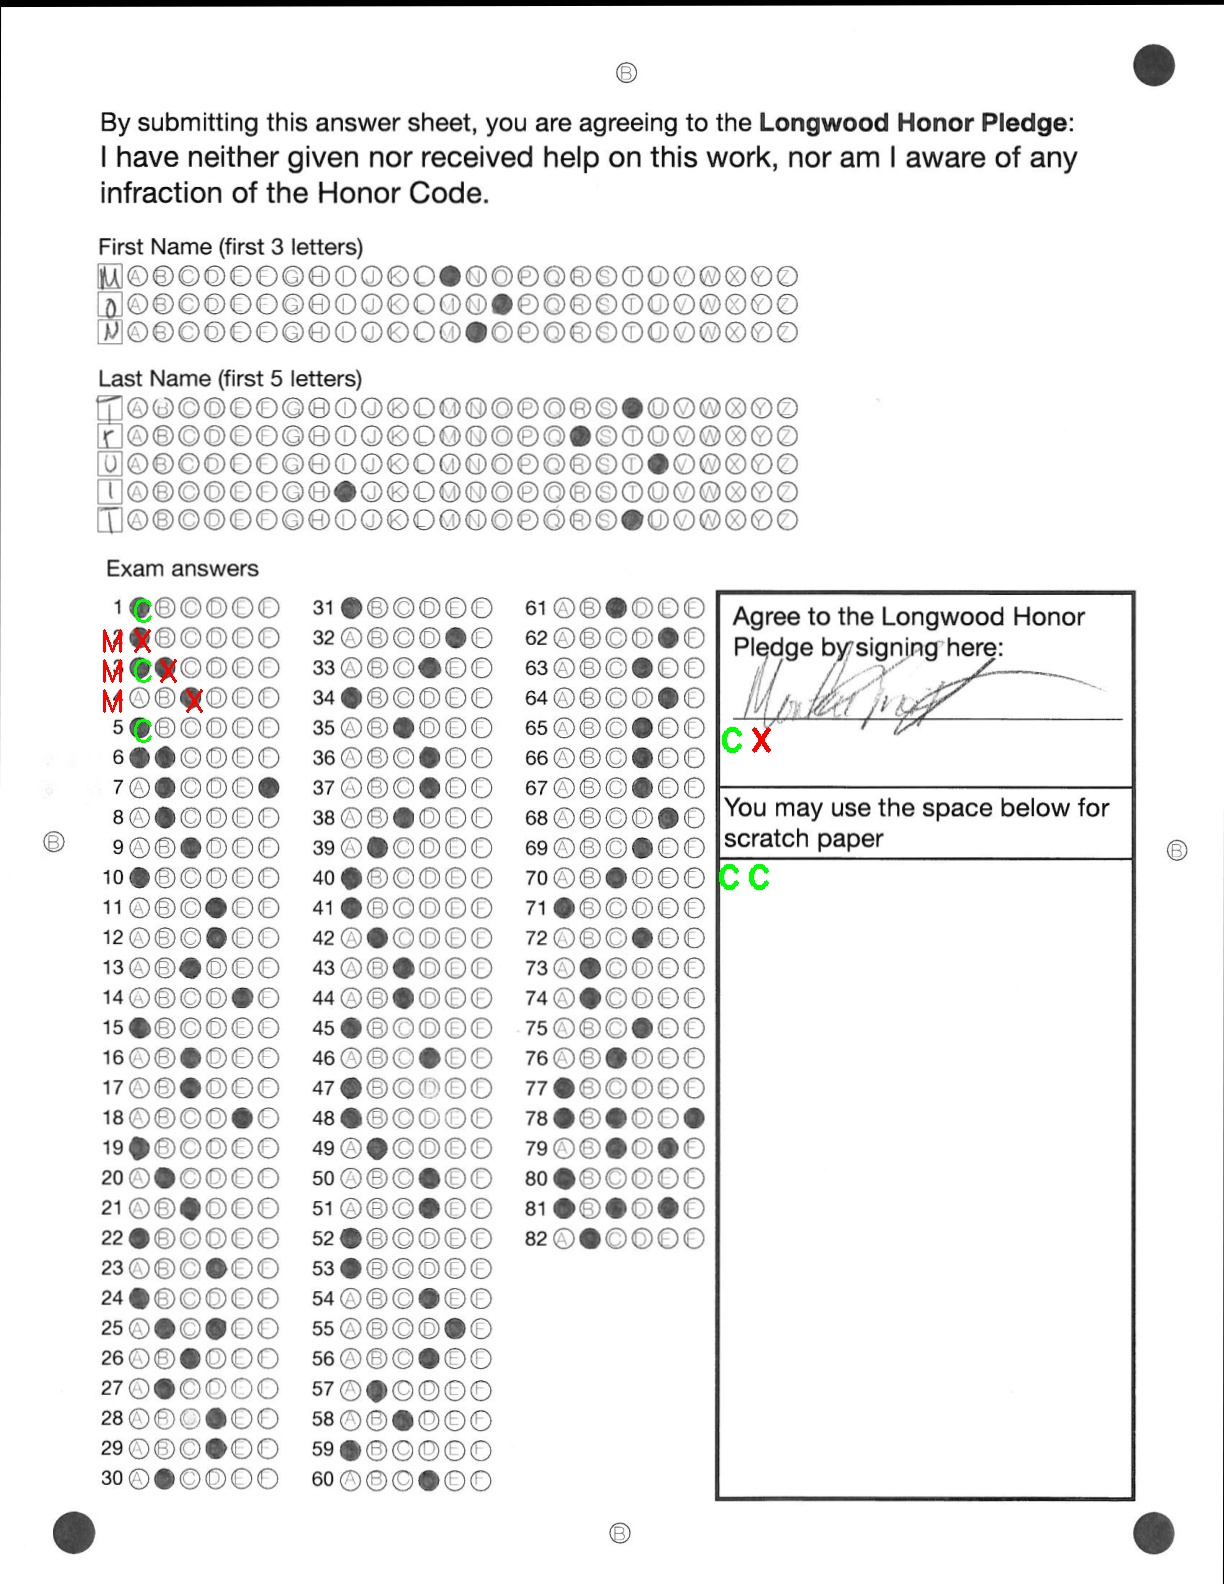 B
By submitting this answer sheet, you are agreeing to the Longwood Honor Pledge:
I have neither given nor received help on this work, nor am I aware of any
infraction of the Honor Code.
First Name (first 3 letters)
M A B C D E F G H I J K L N O P Q R S T U V W X Y Z
O A B C D E F G H I J K L M N P Q R S T U V W X Y Z
N A B C D E F G H I J K L M O P Q R S T U V W X Y Z
Last Name (first 5 letters)
T A B C D E F G H I J K L M N O P Q R S U V W X Y Z
r A B C D E F G H I J K L M N O P Q S T U V W X Y Z
U A B C D E F G H I J K L M N O P Q R S T V W X Y Z
I A B C D E F G H J K L M N O P Q R S T U V W X Y Z
T A B C D E F G H I J K L M N O P Q R S U V W X Y Z
Exam answers
1 C B C D E F
M 2 X B C D E F
M 3 C X C D E F
M 4 A B X D E F
5 C B C D E F
6 C D E F
7 A C D E
8 A C D E F
9 A B D E F
10 B C D E F
11 A B C E F
12 A B C E F
13 A B D E F
14 A B C D F
15 B C D E F
16 A B D E F
17 A B D E F
18 A B C D F
19 B C D E F
20 A C D E F
21 A B D E F
22 B C D E F
23 A B C E F
24 B C D E F
25 A C E F
26 A B D E F
27 A C D E F
28 A B C E F
29 A B C E F
30 A C D E F
31 B C D E F
32 A B C D F
33 A B C E F
34 B C D E F
35 A B D E F
36 A B C E F
37 A B C E F
38 A B D E F
39 A C D E F
40 B C D E F
41 B C D E F
42 A C D E F
43 A B D E F
44 A B D E F
45 B C D E F
46 A B C E F
47 B C D E F
48 B C D E F
49 A C D E F
50 A B C E F
51 A B C E F
52 B C D E F
53 B C D E F
54 A B C E F
55 A B C D F
56 A B C E F
57 A C D E F
58 A B D E F
59 B C D E F
60 A B C E F
61 A B D E F
62 A B C D F
63 A B C E F
64 A B C D F
65 A B C E F
66 A B C E F
67 A B C E F
68 A B C D F
69 A B C E F
70 A B D E F
71 B C D E F
72 A B C E F
73 A C D E F
74 A C D E F
75 A B C E F
76 A B D E F
77 B C D E F
78 B D E
79 A B D F
80 B C D E F
81 B D F
82 A C D E F
Agree to the Longwood Honor
Pledge by signing here:
C X
You may use the space below for
scratch paper
C C
B
B
B